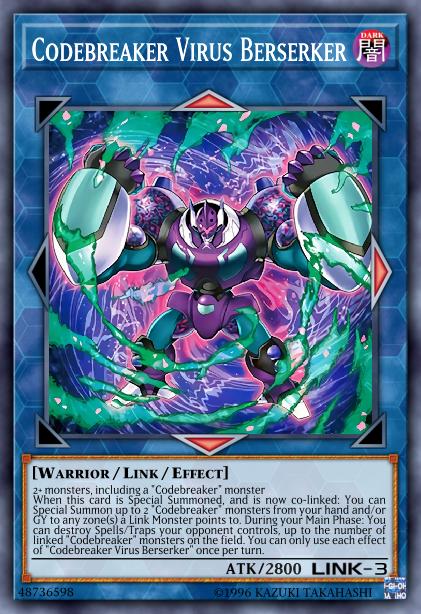 CODEBREAKER VIRUS BERSERKER
DARK
闇
[WARRIOR / LINK / EFFECT]
2+ monsters, including a "Codebreaker" monster
When this card is Special Summoned, and is now co-linked: You can
Special Summon up to 2 "Codebreaker" monsters from your hand and/or
GY to any zone(s) a Link Monster points to. During your Main Phase: You
can destroy Spells/Traps your opponent controls, up to the number of
linked "Codebreaker" monsters on the field. You can only use each effect
of "Codebreaker Virus Berserker" once per turn.
ATK/2800 LINK-3
48736598 ©1996 KAZUKI TAKAHASHI